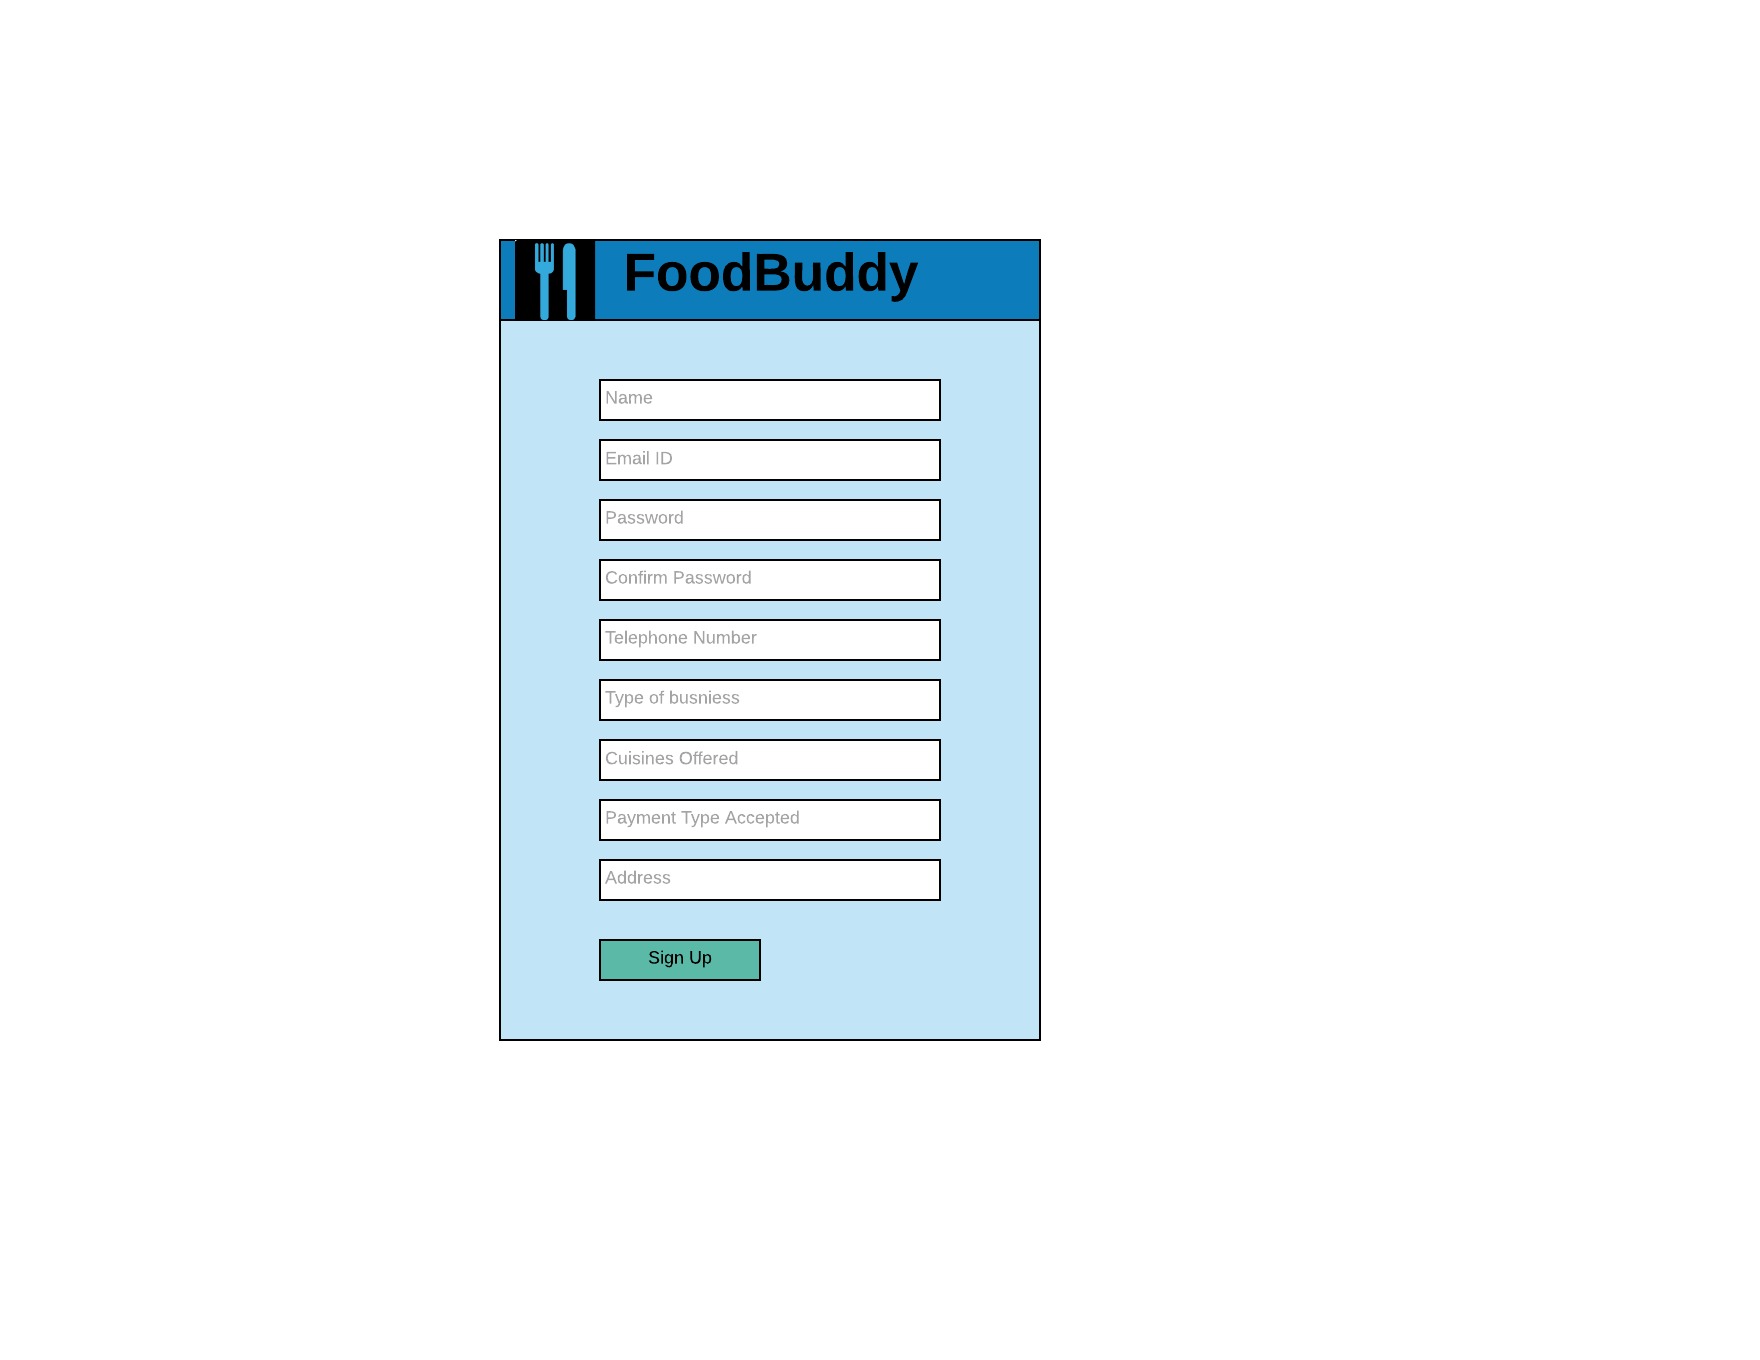 FoodBuddy
Name
Email ID
Password
Confirm Password
Telephone Number
Type of busniess
Cuisines Offered
Payment Type Accepted
Address
Sign Up